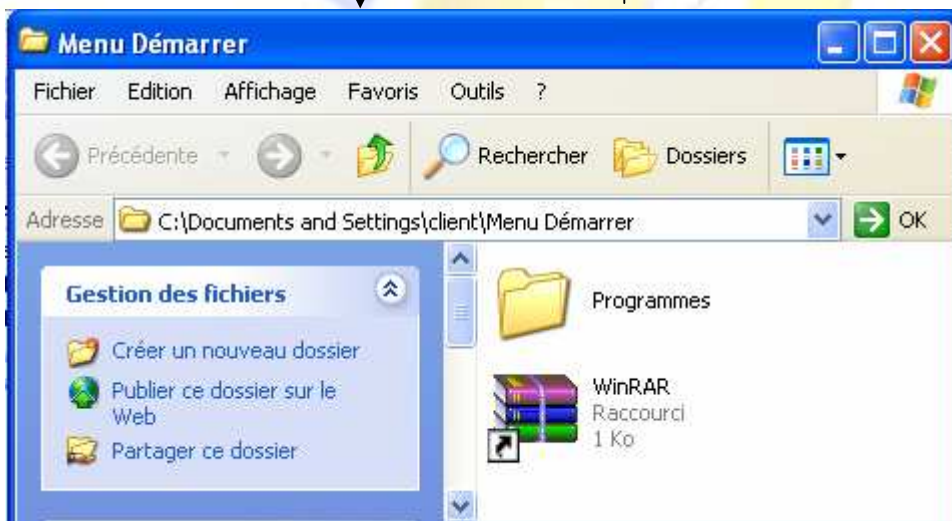 Menu Démarrer
Fichier Edition Affichage Favoris Outils ?
Précédente Rechercher Dossiers
Adresse C:\Documents and Settings\client\Menu Démarrer OK
Gestion des fichiers
Créer un nouveau dossier
Publier ce dossier sur le
Web
Partager ce dossier
Programmes
WinRAR
Raccourci
1 Ko